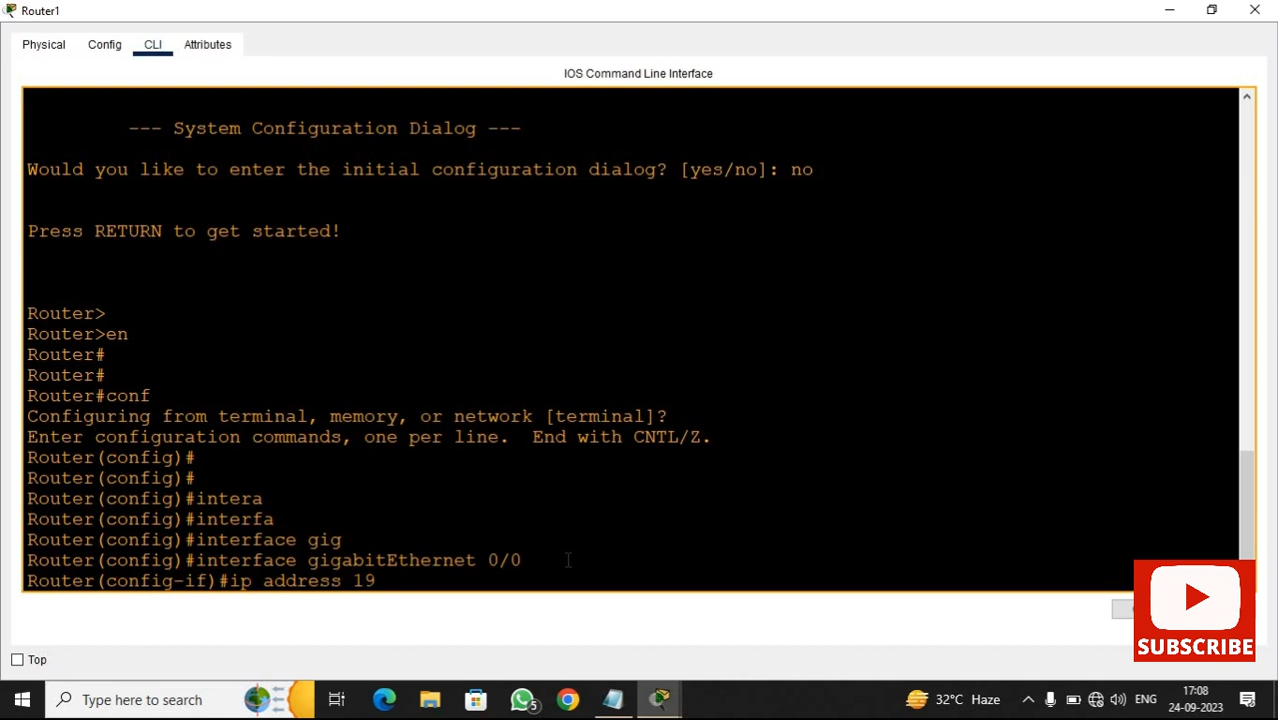 Router1
Physical Config CLI Attributes
IOS Command Line Interface
--- System Configuration Dialog ---
Would you like to enter the initial configuration dialog? [yes/no]: no
Press RETURN to get started!
Router>
Router>en
Router#
Router#
Router#conf
Configuring from terminal, memory, or network [terminal]?
Enter configuration commands, one per line.  End with CNTL/Z.
Router(config)#
Router(config)#
Router(config)#intera
Router(config)#interfa
Router(config)#interface gig
Router(config)#interface gigabitEthernet 0/0
Router(config-if)#ip address 19
SUBSCRIBE
Top
Type here to search
5
32°C Haze
ENG
17:08
24-09-2023